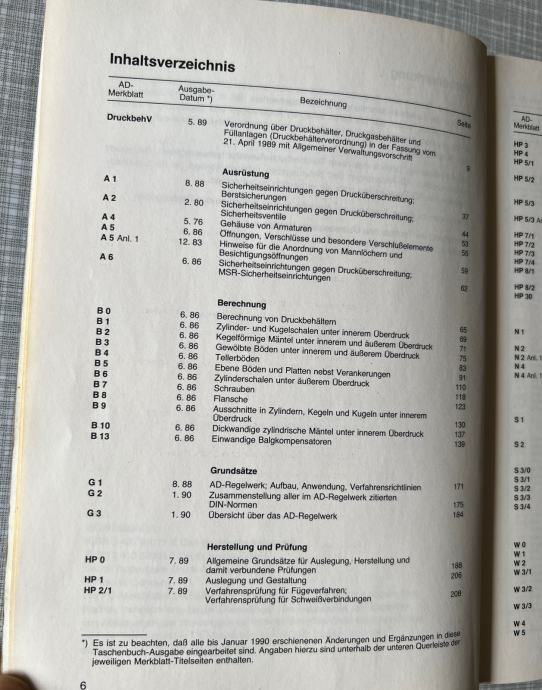 Inhaltsverzeichnis
AD-Merkblatt Ausgabe-Datum *) Bezeichnung Seite
DruckbehV 5. 89 Verordnung über Druckbehälter, Druckgasbehälter und
Füllanlagen (Druckbehälterverordnung) in der Fassung vom
21. April 1989 mit Allgemeiner Verwaltungsvorschrift 9
Ausrüstung
A 1 8. 88 Sicherheitseinrichtungen gegen Drucküberschreitung;
Berstsicherungen 37
A 2 2. 80 Sicherheitseinrichtungen gegen Drucküberschreitung;
Sicherheitsventile 44
A 4 5. 76 Gehäuse von Armaturen 53
A 5 6. 86 Öffnungen, Verschlüsse und besondere Verschlußelemente 55
A 5 Anl. 1 12. 83 Hinweise für die Anordnung von Mannlöchern und
Besichtigungsöffnungen 59
A 6 6. 86 Sicherheitseinrichtungen gegen Drucküberschreitung;
MSR-Sicherheitseinrichtungen 62
Berechnung
B 0 6. 86 Berechnung von Druckbehältern 65
B 1 6. 86 Zylinder- und Kugelschalen unter innerem Überdruck 69
B 2 6. 86 Kegelförmige Mäntel unter innerem und äußerem Überdruck 71
B 3 6. 86 Gewölbte Böden unter innerem und äußerem Überdruck 75
B 4 6. 86 Tellerböden 83
B 5 6. 86 Ebene Böden und Platten nebst Verankerungen 91
B 6 6. 86 Zylinderschalen unter äußerem Überdruck 110
B 7 6. 86 Schrauben 118
B 8 6. 86 Flansche 123
B 9 6. 86 Ausschnitte in Zylindern, Kegeln und Kugeln unter innerem
Überdruck 130
B 10 6. 86 Dickwandige zylindrische Mäntel unter innerem Überdruck 137
B 13 6. 86 Einwandige Balgkompensatoren 139
Grundsätze
G 1 8. 88 AD-Regelwerk; Aufbau, Anwendung, Verfahrensrichtlinien 171
G 2 1. 90 Zusammenstellung aller im AD-Regelwerk zitierten
DIN-Normen 175
G 3 1. 90 Übersicht über das AD-Regelwerk 184
Herstellung und Prüfung
HP 0 7. 89 Allgemeine Grundsätze für Auslegung, Herstellung und
damit verbundene Prüfungen 188
HP 1 7. 89 Auslegung und Gestaltung 206
HP 2/1 7. 89 Verfahrensprüfung für Fügeverfahren;
Verfahrensprüfung für Schweißverbindungen 208
*) Es ist zu beachten, daß alle bis Januar 1990 erschienenen Änderungen und Ergänzungen in diese
Taschenbuch-Ausgabe eingearbeitet sind. Angaben hierzu sind unterhalb der unteren Querleiste der
jeweiligen Merkblatt-Titelseiten enthalten.
6
AD-
Merkblatt
HP 3
HP 4
HP 5/1
HP 5/2
HP 5/3
HP 5/3
HP 7/1
HP 7/2
HP 7/3
HP 7/4
HP 8/1
HP 8/2
HP 30
N 1
N 2
N 2 Anl. 1
N 4
N 4 Anl. 1
S 1
S 2
S 3/0
S 3/1
S 3/2
S 3/3
S 3/4
W 0
W 1
W 2
W 3/1
W 3/2
W 3/3
W 4
W 5